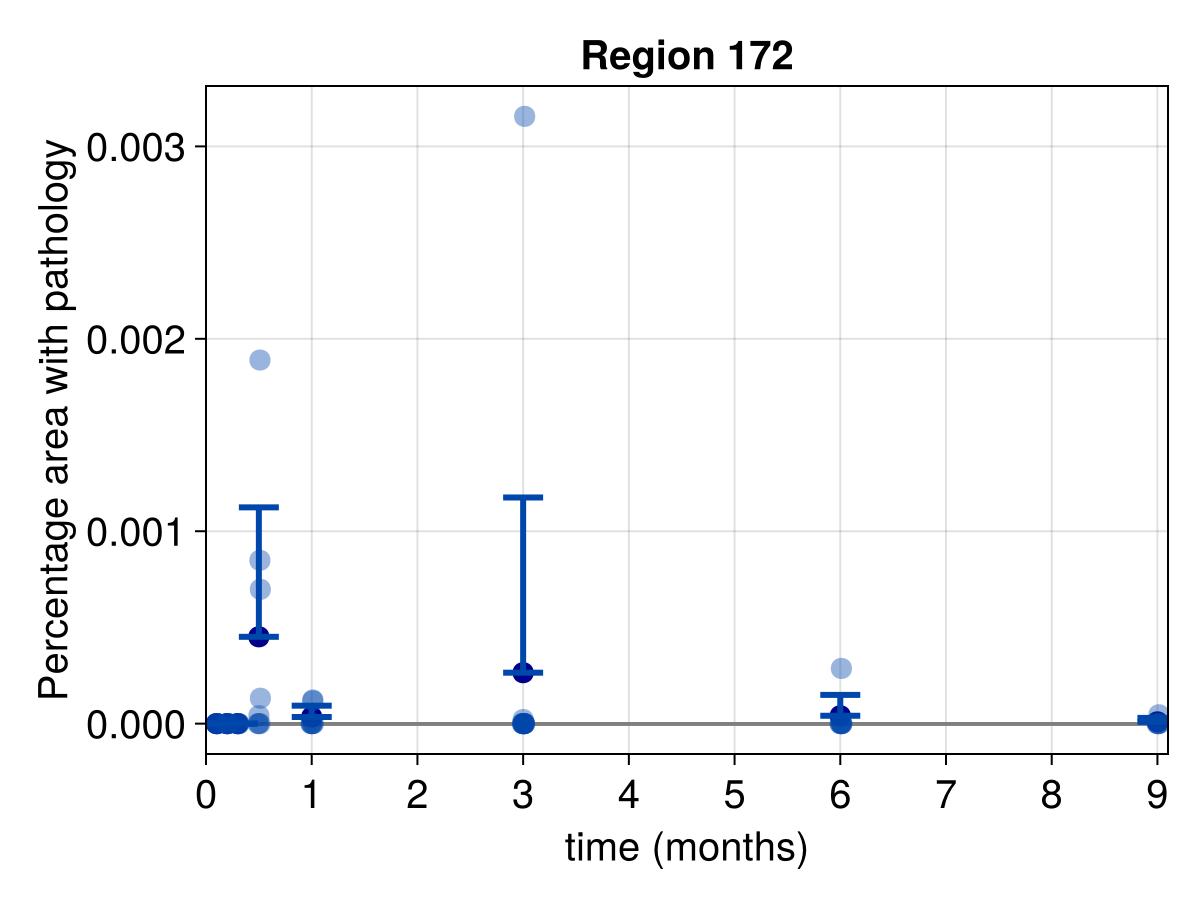 Region 172
Percentage area with pathology
0.003
0.002
0.001
0.000
0 1 2 3 4 5 6 7 8 9
time (months)